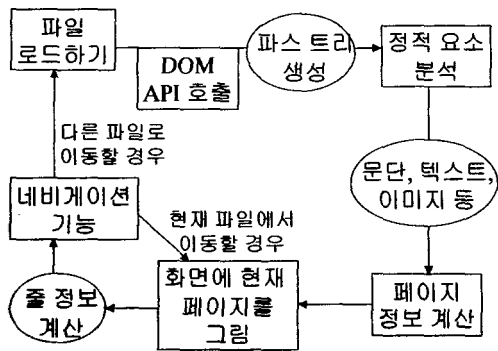 파일
로드하기
DOM
API 호출
파스 트리
생성
정적 요소
분석
다른 파일로
이동할 경우
문단, 텍스트,
이미지 등
네비게이션
기능
현재 파일에서
이동할 경우
줄 정보
계산
화면에 현재
페이지를
그림
페이지
정보 계산